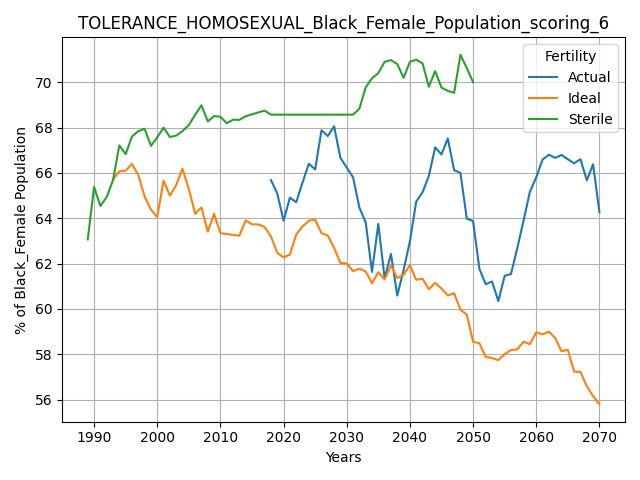 TOLERANCE_HOMOSEXUAL_Black_Female_Population_scoring_6
Fertility
Actual
Ideal
Sterile
% of Black_Female Population
70
68
66
64
62
60
58
56
1990 2000 2010 2020 2030 2040 2050 2060 2070
Years